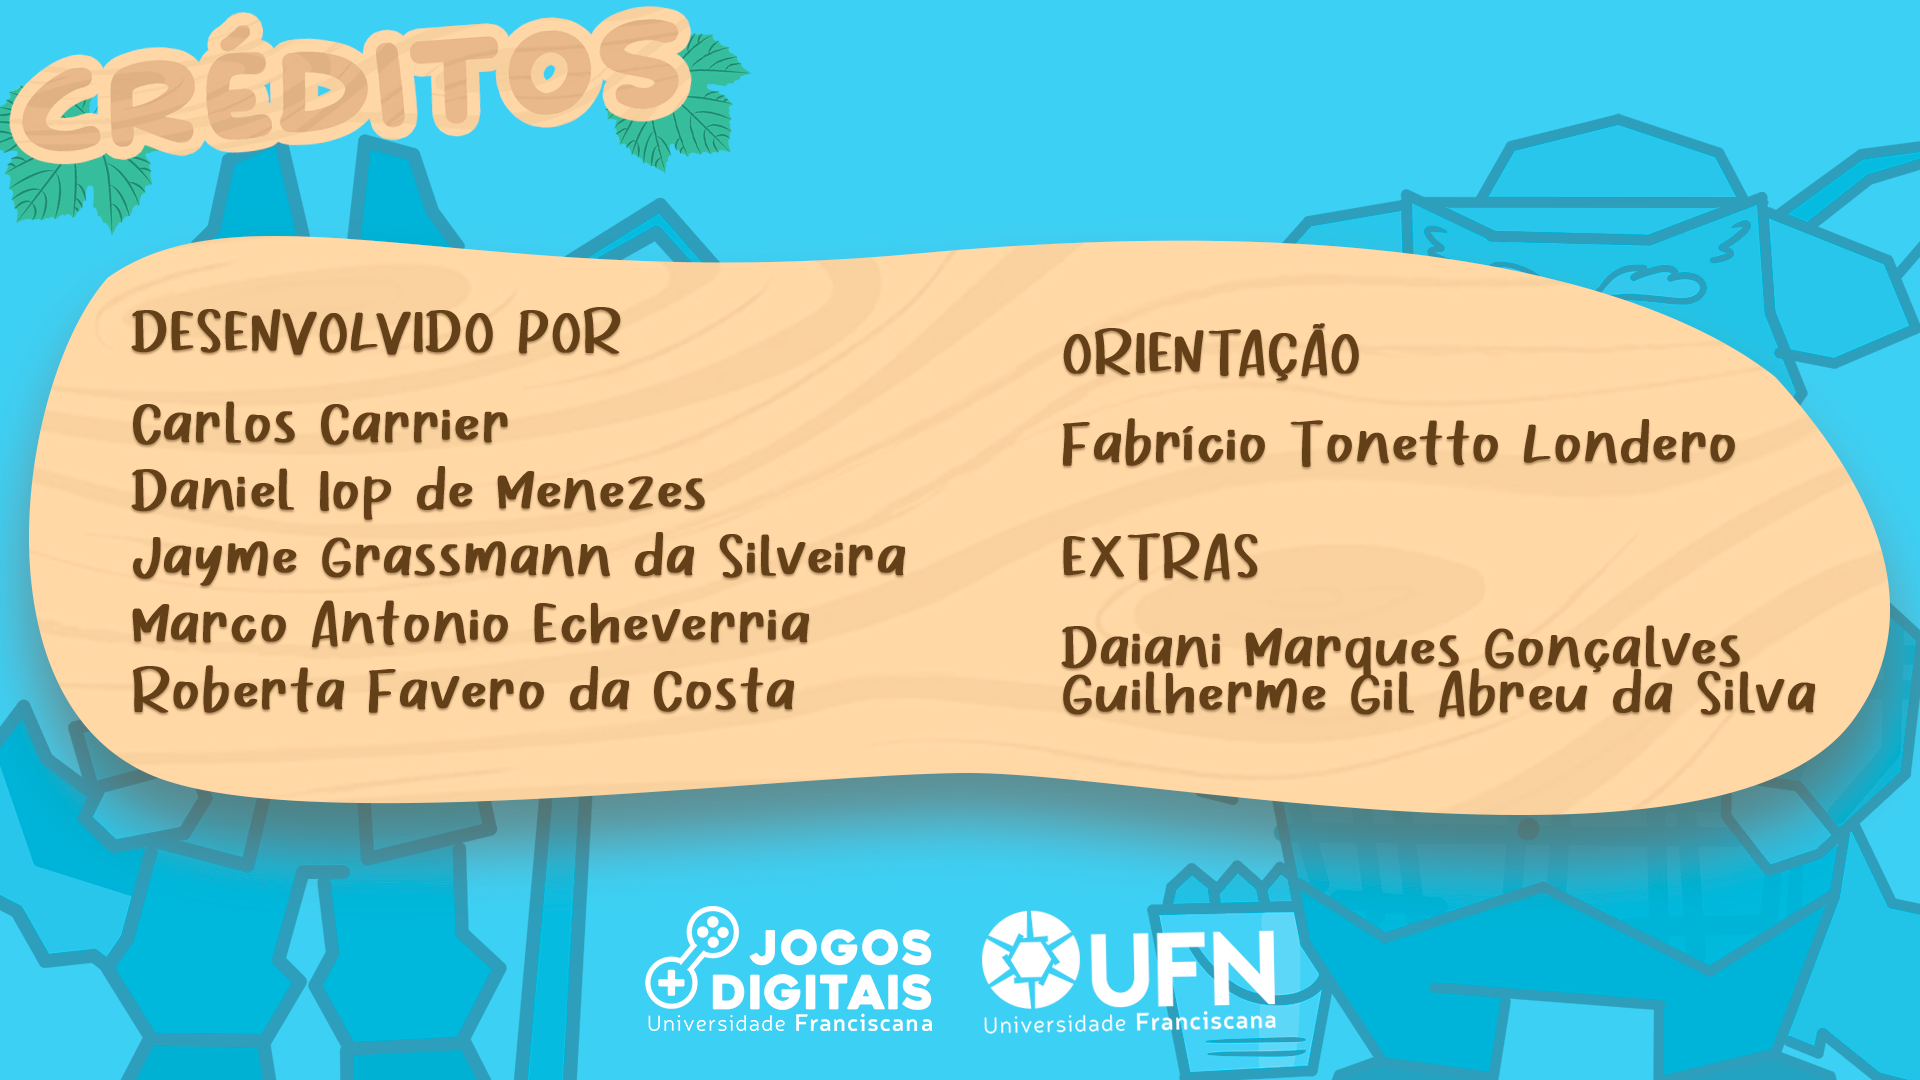 CRÉDITOS
DESENVOLVIDO POR
Carlos Carrier
Daniel Iop de Menezes
Jayme Grassmann da Silveira
Marco Antonio Echeverria
Roberta Favero da Costa
ORIENTAÇÃO
Fabrício Tonetto Londero
EXTRAS
Daiani Marques Gonçalves
Guilherme Gil Abreu da Silva
JOGOS
DIGITAIS
Universidade Franciscana
UFN
Universidade Franciscana